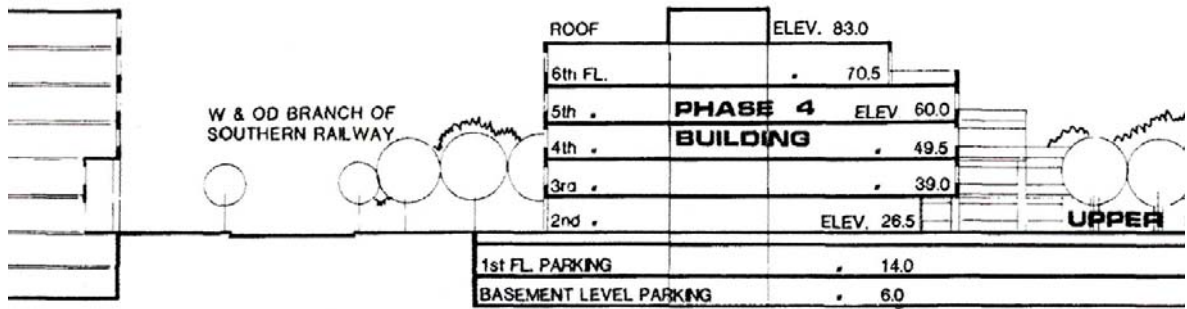 ROOF ELEV. 83.0
6th FL. " 70.5
W & OD BRANCH OF
SOUTHERN RAILWAY
5th " PHASE 4 ELEV 60.0
BUILDING
4th " " 49.5
3rd " " 39.0
2nd " ELEV. 26.5 UPPER
1st FL. PARKING " 14.0
BASEMENT LEVEL PARKING " 6.0